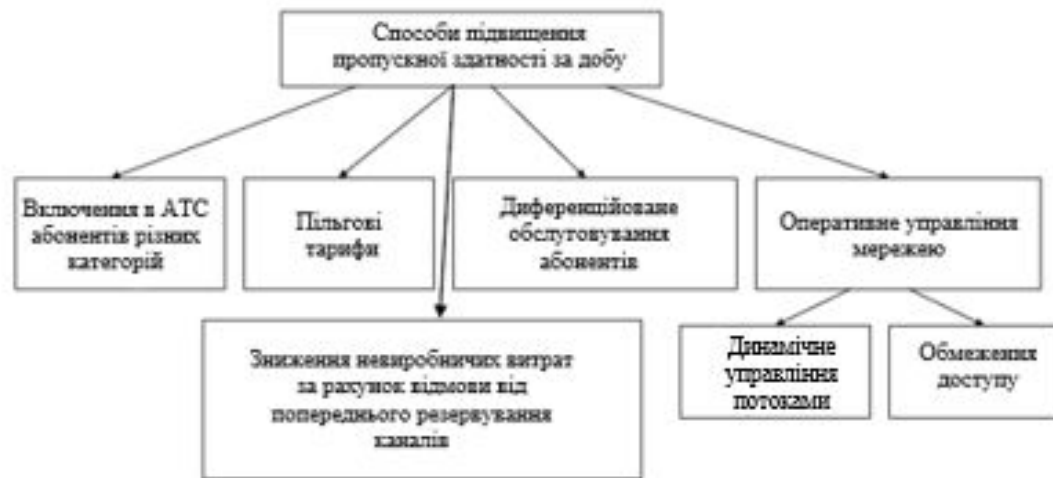 Способи підвищення
пропускної здатності за добу
Включення в АТС
абонентів різних
категорій
Пільгові
тарифи
Диференційоване
обслуговування
абонентів
Оперативне управління
мережею
Зниження невиробничих витрат
за рахунок відмови від
попереднього резервування
каналів
Динамічне
управління
потоками
Обмеження
доступу